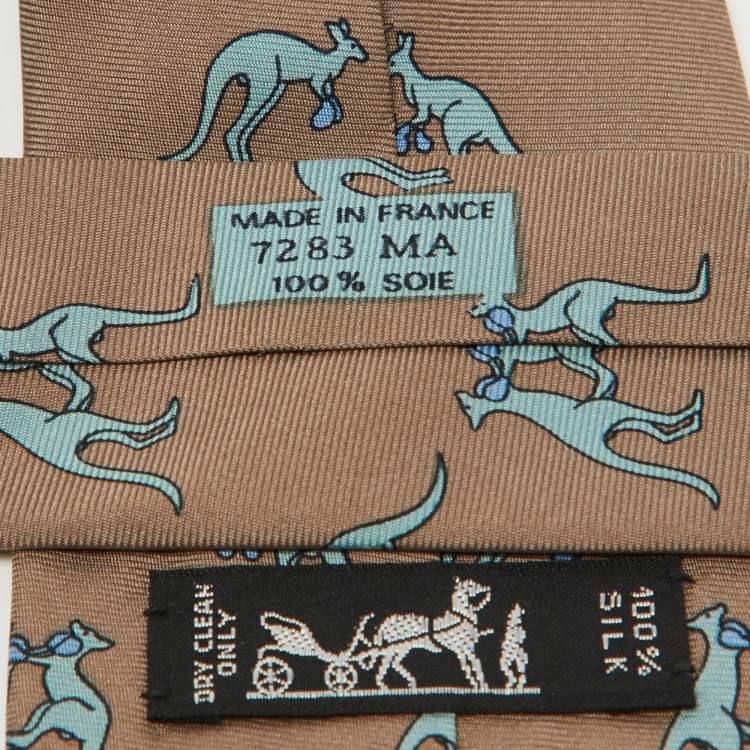 MADE IN FRANCE
7283 MA
100% SOIE
DRY CLEAN
ONLY
100%
SILK